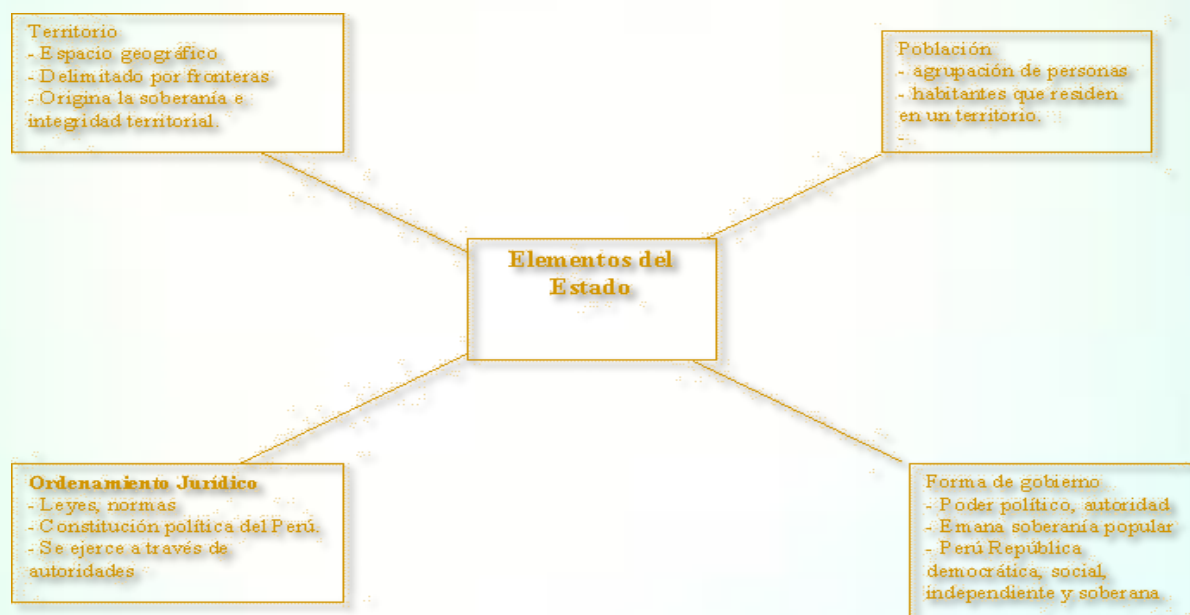 Territorio
- Espacio geográfico
- Delimitado por fronteras
- Origina la soberanía e
integridad territorial.
Población
- agrupación de personas
- habitantes que residen
en un territorio.
-
Elementos del
Estado
Ordenamiento Jurídico
- Leyes, normas
- Constitución política del Perú.
- Se ejerce a través de
autoridades
Forma de gobierno
- Poder político, autoridad
- Emana soberanía popular
- Perú República
democrática, social,
independiente y soberana